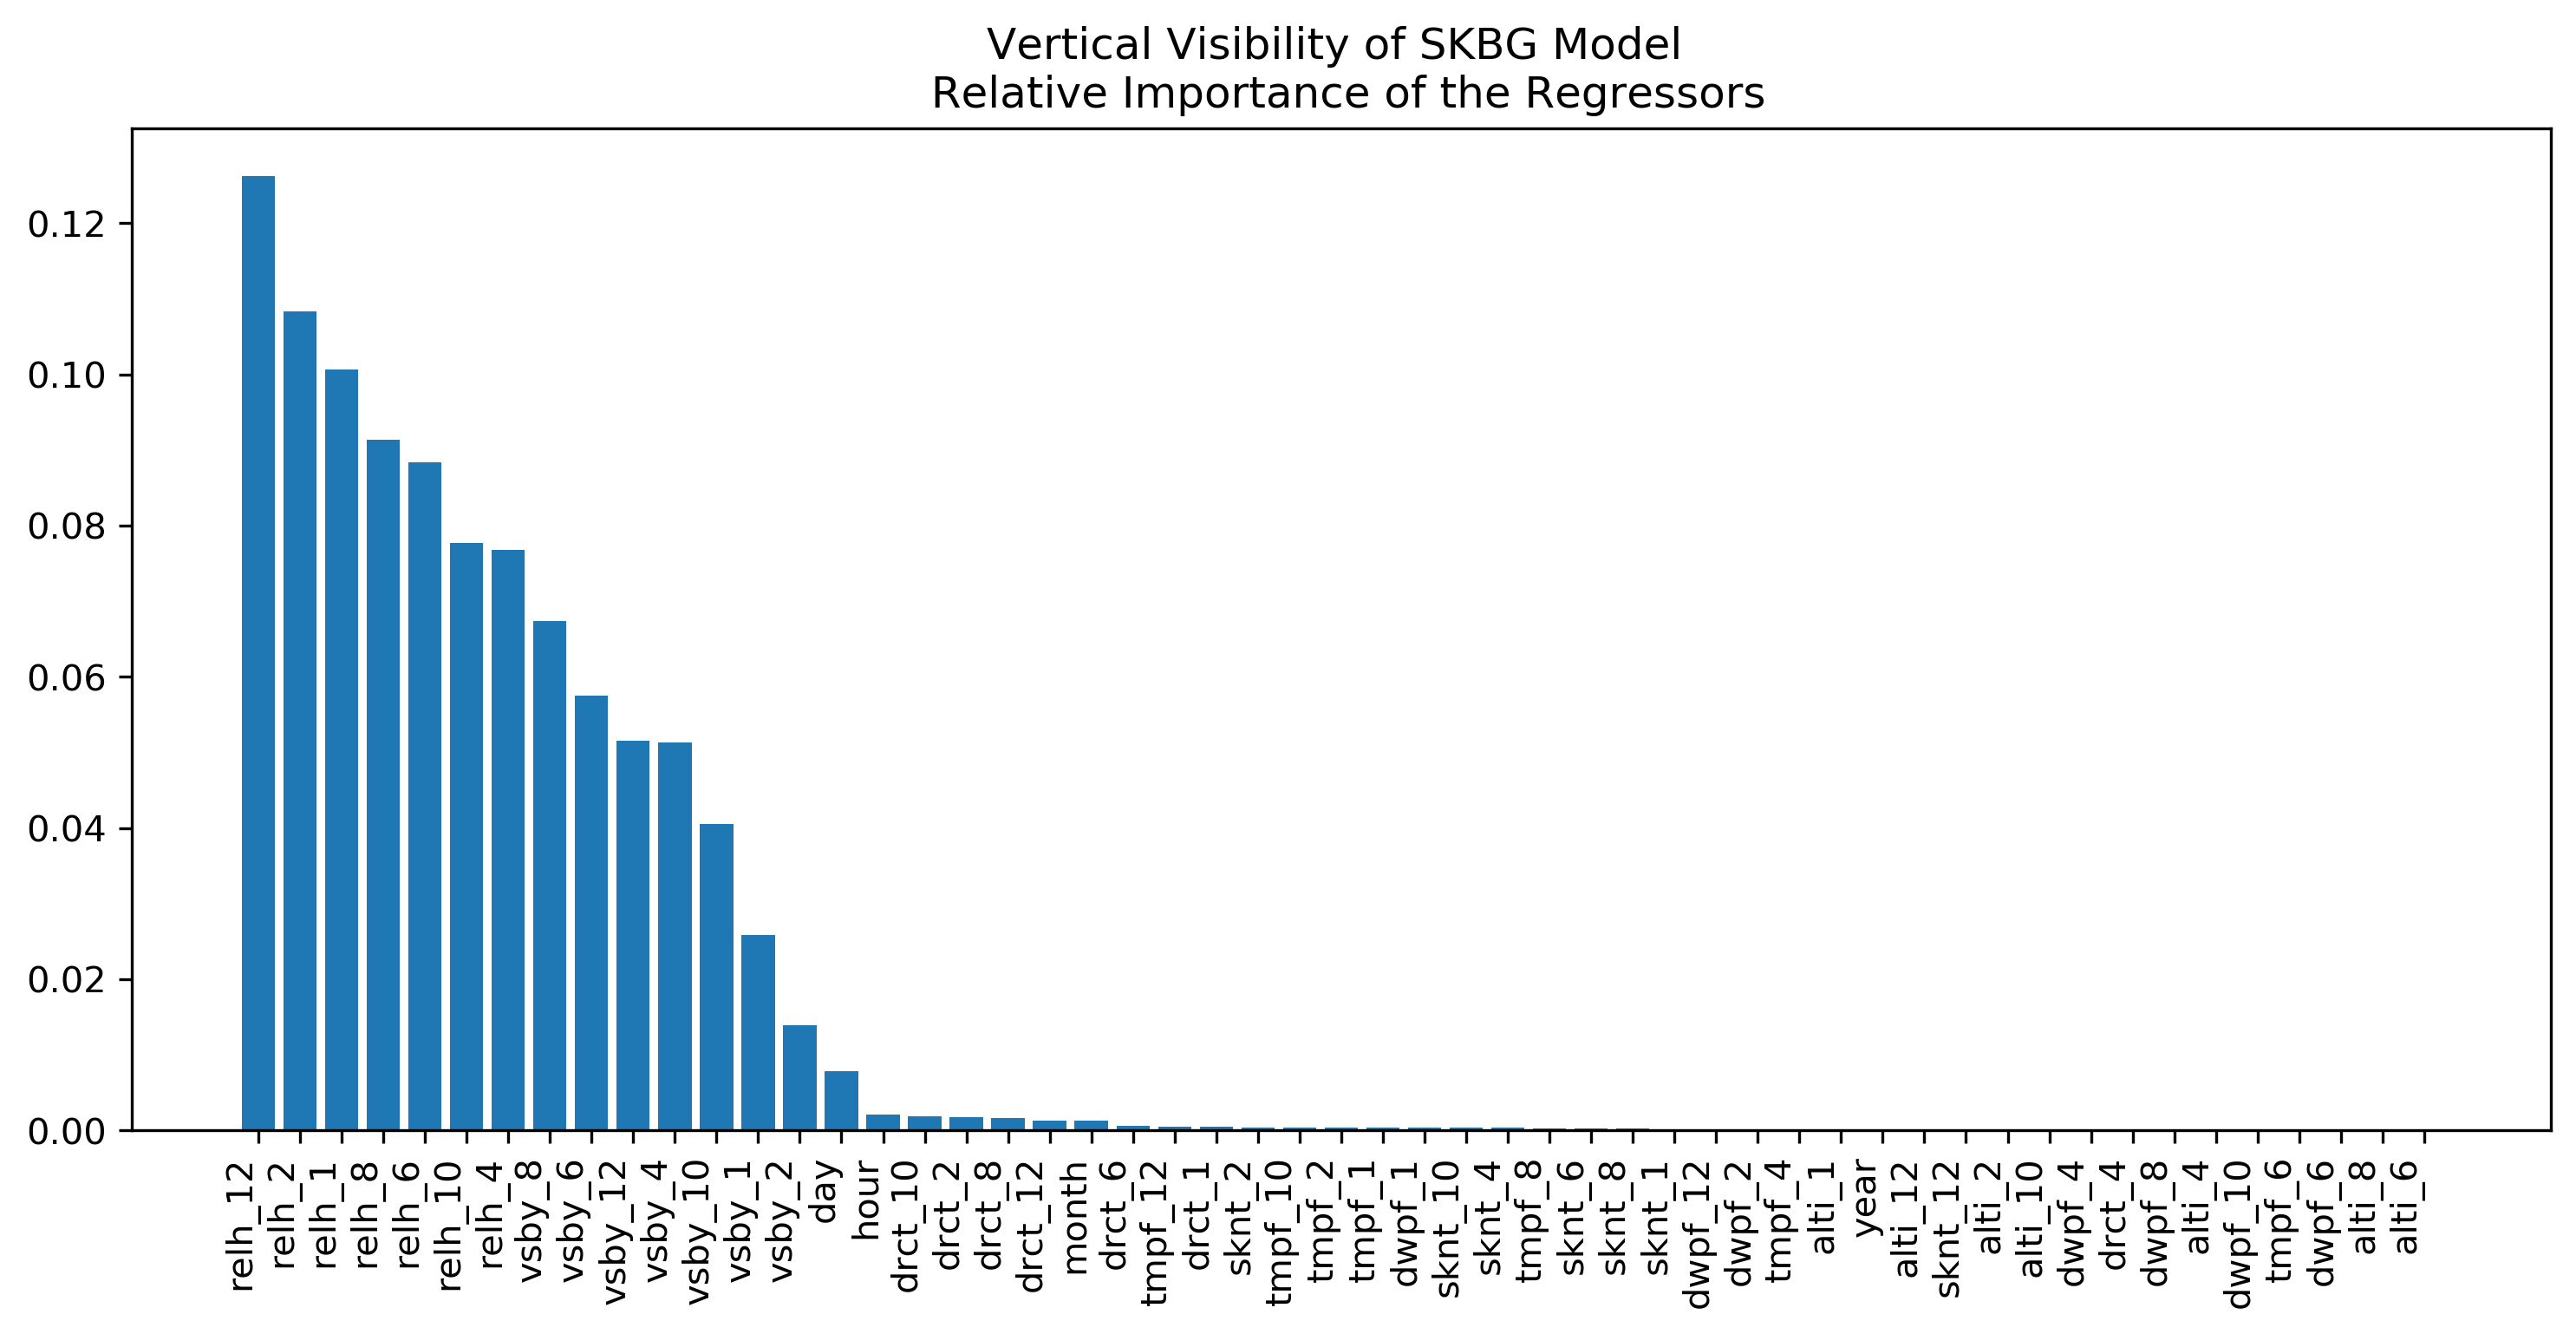 Vertical Visibility of SKBG Model
Relative Importance of the Regressors
0.12
0.10
0.08
0.06
0.04
0.02
0.00
relh_12
relh_2
relh_1
relh_8
relh_6
relh_10
relh_4
vsby_8
vsby_6
vsby_12
vsby_4
vsby_10
vsby_1
vsby_2
day
hour
drct_10
drct_2
drct_8
drct_12
month
drct_6
tmpf_12
drct_1
sknt_2
tmpf_10
tmpf_2
tmpf_1
dwpf_1
sknt_10
sknt_4
tmpf_8
sknt_6
sknt_8
sknt_1
dwpf_12
dwpf_2
tmpf_4
alti_1
year
alti_12
sknt_12
alti_2
alti_10
dwpf_4
drct_4
dwpf_8
alti_4
dwpf_10
tmpf_6
dwpf_6
alti_8
alti_6